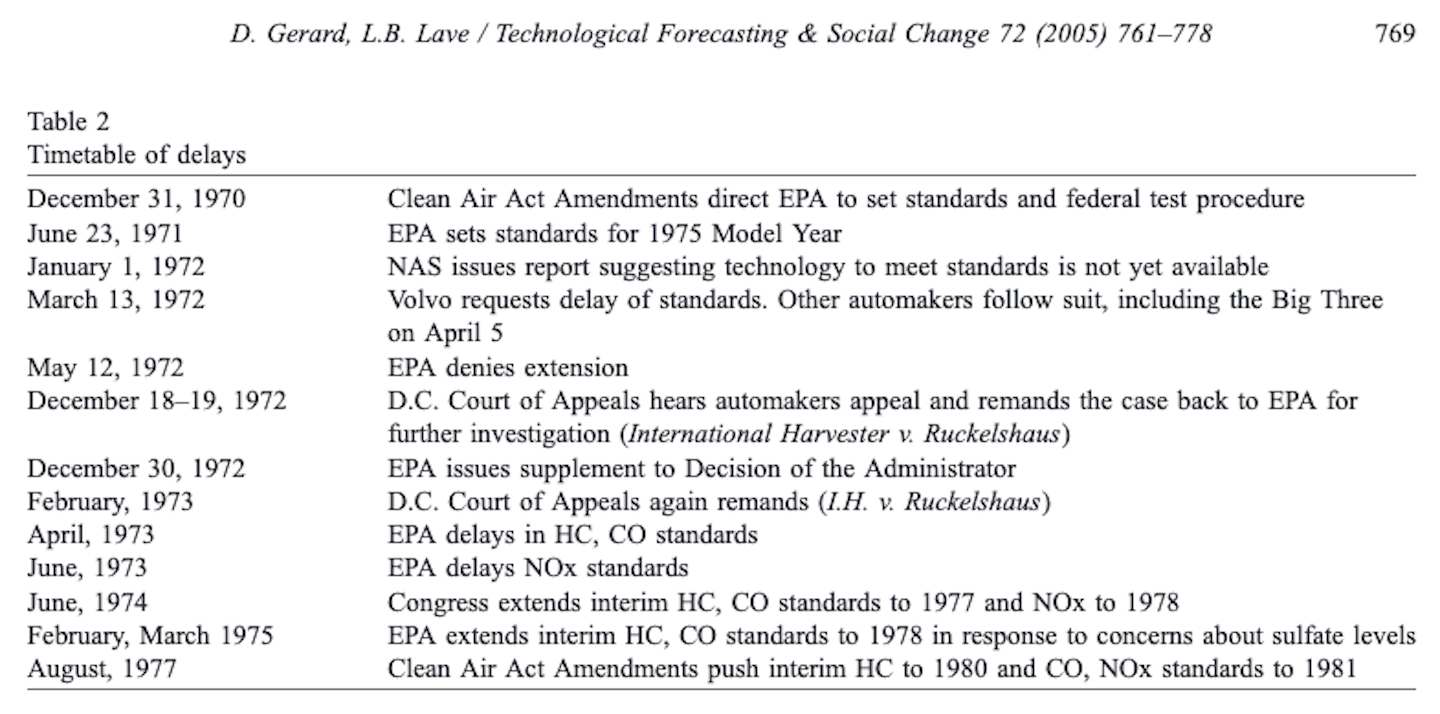 D. Gerard, L.B. Lave / Technological Forecasting & Social Change 72 (2005) 761–778 769
Table 2
Timetable of delays
December 31, 1970 Clean Air Act Amendments direct EPA to set standards and federal test procedure
June 23, 1971 EPA sets standards for 1975 Model Year
January 1, 1972 NAS issues report suggesting technology to meet standards is not yet available
March 13, 1972 Volvo requests delay of standards. Other automakers follow suit, including the Big Three
on April 5
May 12, 1972 EPA denies extension
December 18–19, 1972 D.C. Court of Appeals hears automakers appeal and remands the case back to EPA for
further investigation (International Harvester v. Ruckelshaus)
December 30, 1972 EPA issues supplement to Decision of the Administrator
February, 1973 D.C. Court of Appeals again remands (I.H. v. Ruckelshaus)
April, 1973 EPA delays in HC, CO standards
June, 1973 EPA delays NOx standards
June, 1974 Congress extends interim HC, CO standards to 1977 and NOx to 1978
February, March 1975 EPA extends interim HC, CO standards to 1978 in response to concerns about sulfate levels
August, 1977 Clean Air Act Amendments push interim HC to 1980 and CO, NOx standards to 1981